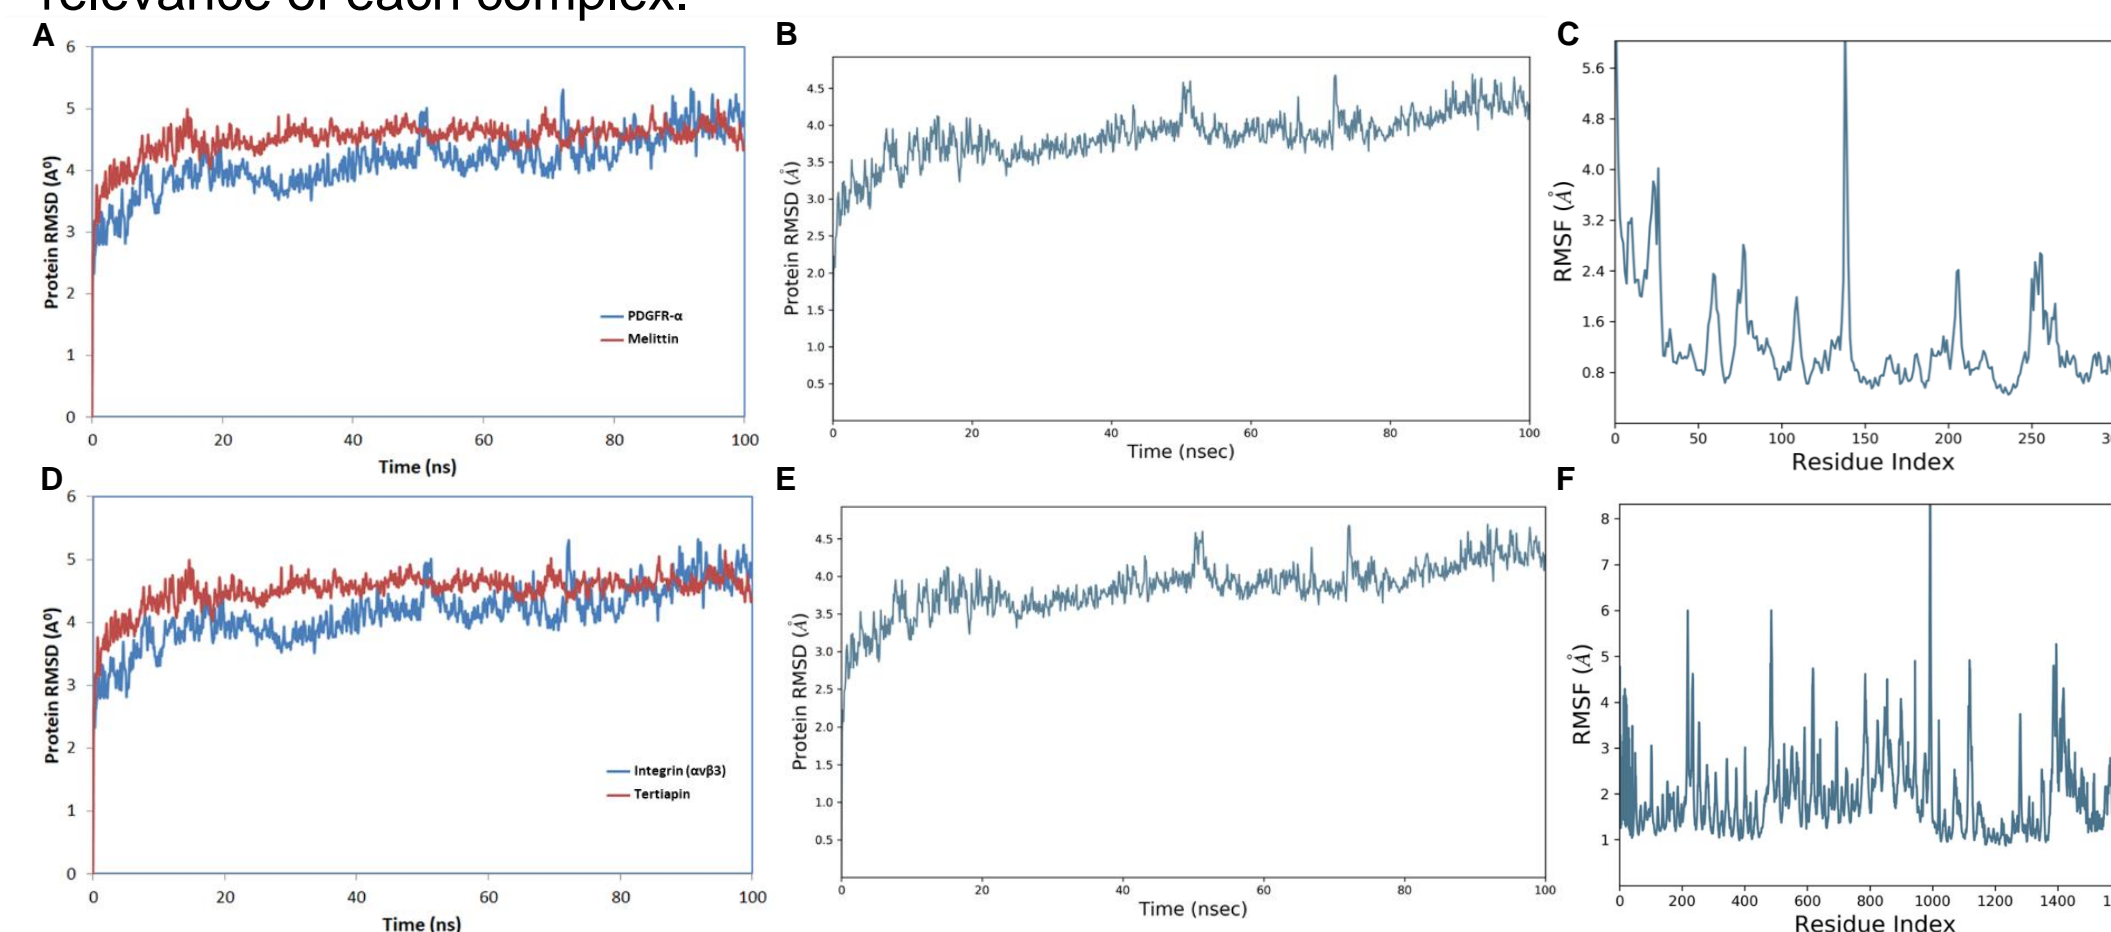 relevance of each complex.
A
6
5
4
3
2
1
0
Protein RMSD (A⁰)
PDGFR-α
Melittin
0 20 40 60 80 100
Time (ns)
B
4.5
4.0
3.5
3.0
2.5
2.0
1.5
1.0
0.5
Protein RMSD (Å)
0 20 40 60 80 100
Time (nsec)
C
5.6
4.8
4.0
3.2
2.4
1.6
0.8
RMSF (Å)
0 50 100 150 200 250
Residue Index
D
6
5
4
3
2
1
0
Protein RMSD (A⁰)
Integrin (αvβ3)
Tertiapin
0 20 40 60 80 100
Time (ns)
E
4.5
4.0
3.5
3.0
2.5
2.0
1.5
1.0
0.5
Protein RMSD (Å)
0 20 40 60 80 100
Time (nsec)
F
8
7
6
5
4
3
2
1
RMSF (Å)
0 200 400 600 800 1000 1200 1400
Residue Index